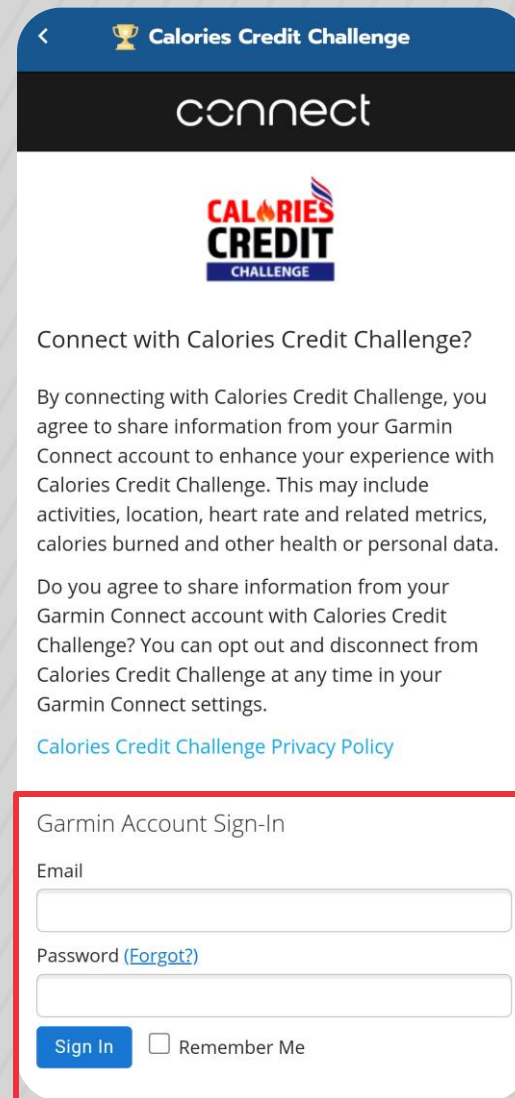 Calories Credit Challenge
connect
CALORIES
CREDIT
CHALLENGE
Connect with Calories Credit Challenge?
By connecting with Calories Credit Challenge, you
agree to share information from your Garmin
Connect account to enhance your experience with
Calories Credit Challenge. This may include
activities, location, heart rate and related metrics,
calories burned and other health or personal data.
Do you agree to share information from your
Garmin Connect account with Calories Credit
Challenge? You can opt out and disconnect from
Calories Credit Challenge at any time in your
Garmin Connect settings.
Calories Credit Challenge Privacy Policy
Garmin Account Sign-In
Email
Password (Forgot?)
Sign In Remember Me